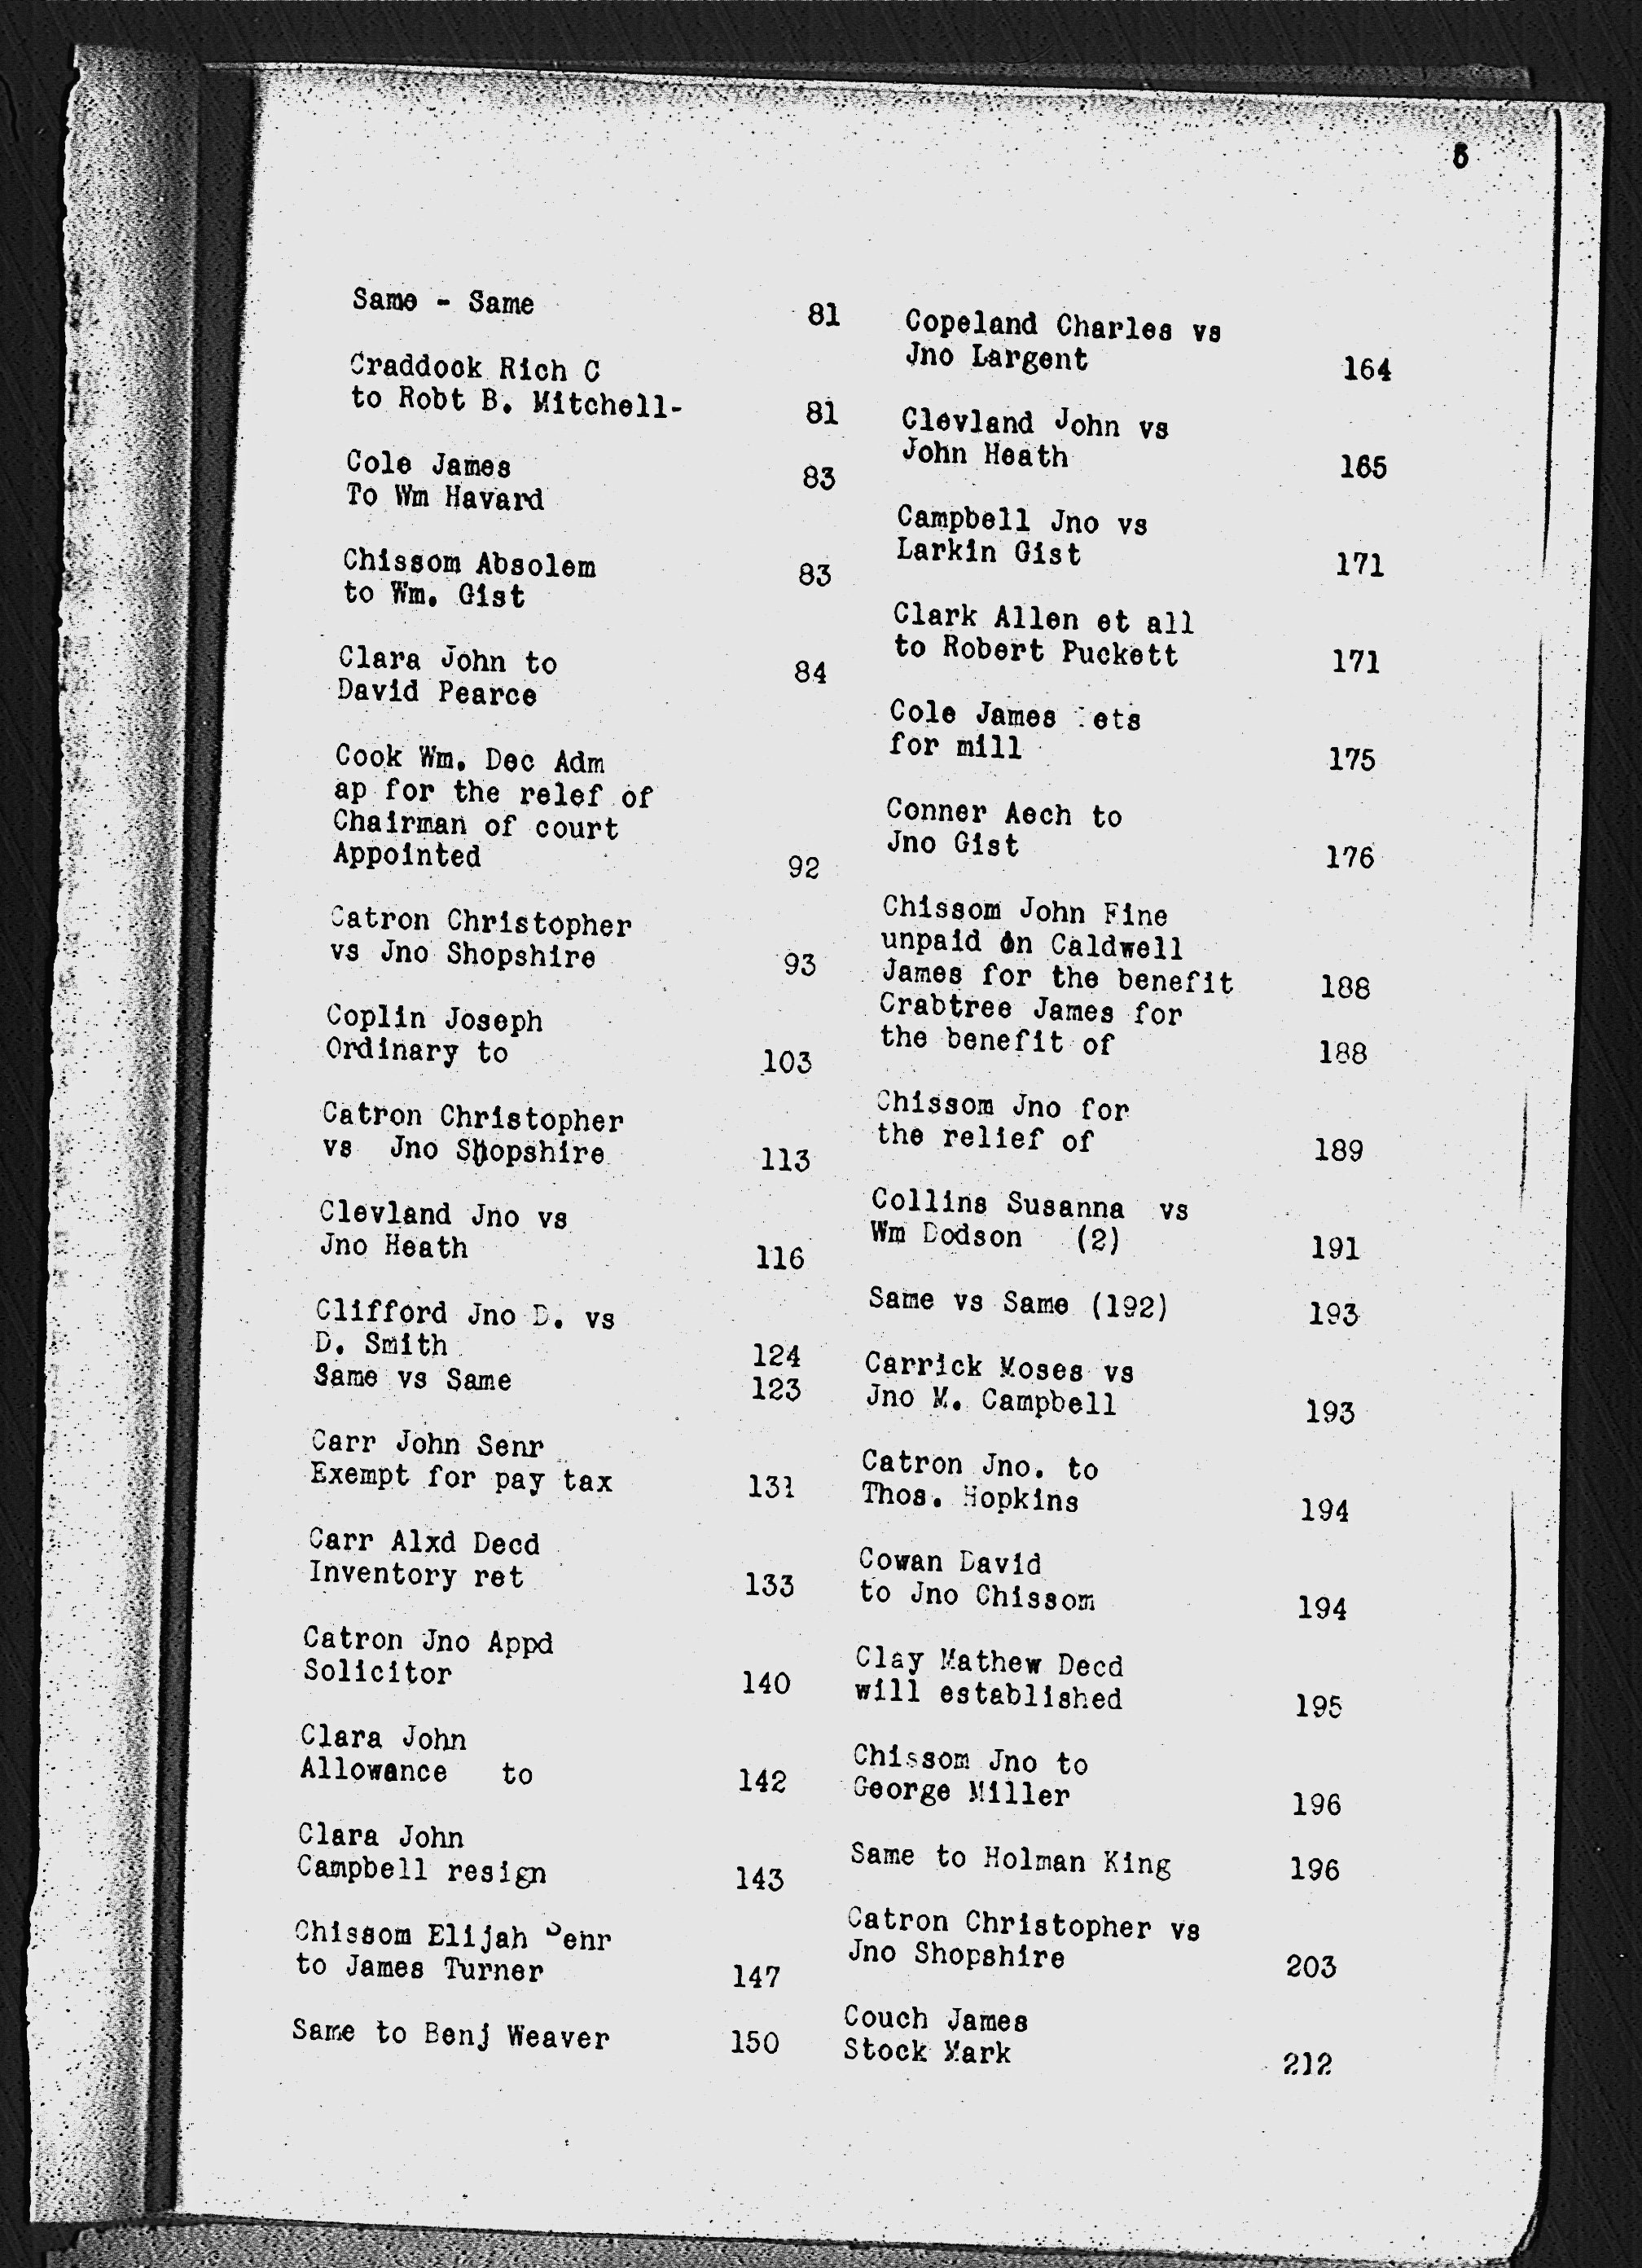 Same - Same 81
Craddock Rich C
to Robt B. Mitchell- 81
Cole James
To Wm Havard 83
Chissom Absolem
to Wm. Gist 83
Clara John to
David Pearce 84
Cook Wm. Dec Adm
ap for the relef of
Chairman of court
Appointed 92
Catron Christopher
vs Jno Shopshire 93
Coplin Joseph
Ordinary to 103
Catron Christopher
vs Jno Shopshire 113
Clevland Jno vs
Jno Heath 116
Clifford Jno D. vs
D. Smith 124
Same vs Same 123
Carr John Senr
Exempt for pay tax 131
Carr Alxd Decd
Inventory ret 133
Catron Jno Appd
Solicitor 140
Clara John
Allowance to 142
Clara John
Campbell resign 143
Chissom Elijah Senr
to James Turner 147
Same to Benj Weaver 150
Copeland Charles vs
Jno Largent 164
Clevland John vs
John Heath 165
Campbell Jno vs
Larkin Gist 171
Clark Allen et all
to Robert Puckett 171
Cole James
for mill 175
Conner Aech to
Jno Gist 176
Chissom John Fine
unpaid on Caldwell
James for the benefit 188
Crabtree James for
the benefit of 188
Chissom Jno for
the relief of 189
Collins Susanna vs
Wm Dodson (2) 191
Same vs Same (192) 193
Carrick Moses vs
Jno M. Campbell 193
Catron Jno. to
Thos. Hopkins 194
Cowan David
to Jno Chissom 194
Clay Mathew Decd
will established 195
Chissom Jno to
George Miller 196
Same to Holman King 196
Catron Christopher vs
Jno Shopshire 203
Couch James
Stock Mark 212